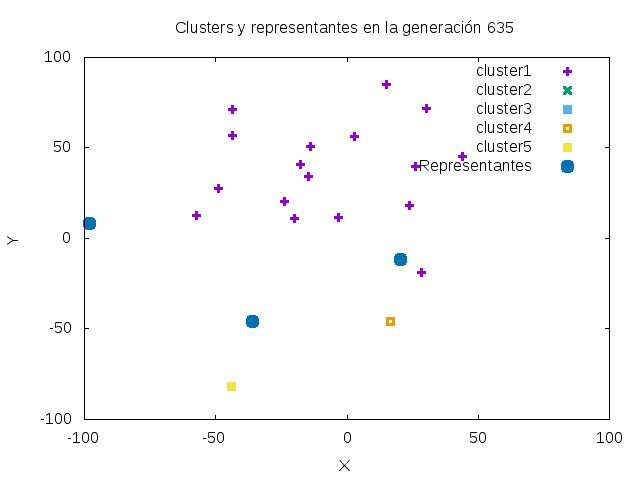 Clusters y representantes en la generación 635
100
50
0
-50
-100
-100
-50
0
50
100
Y
X
cluster1
cluster2
cluster3
cluster4
cluster5
Representantes